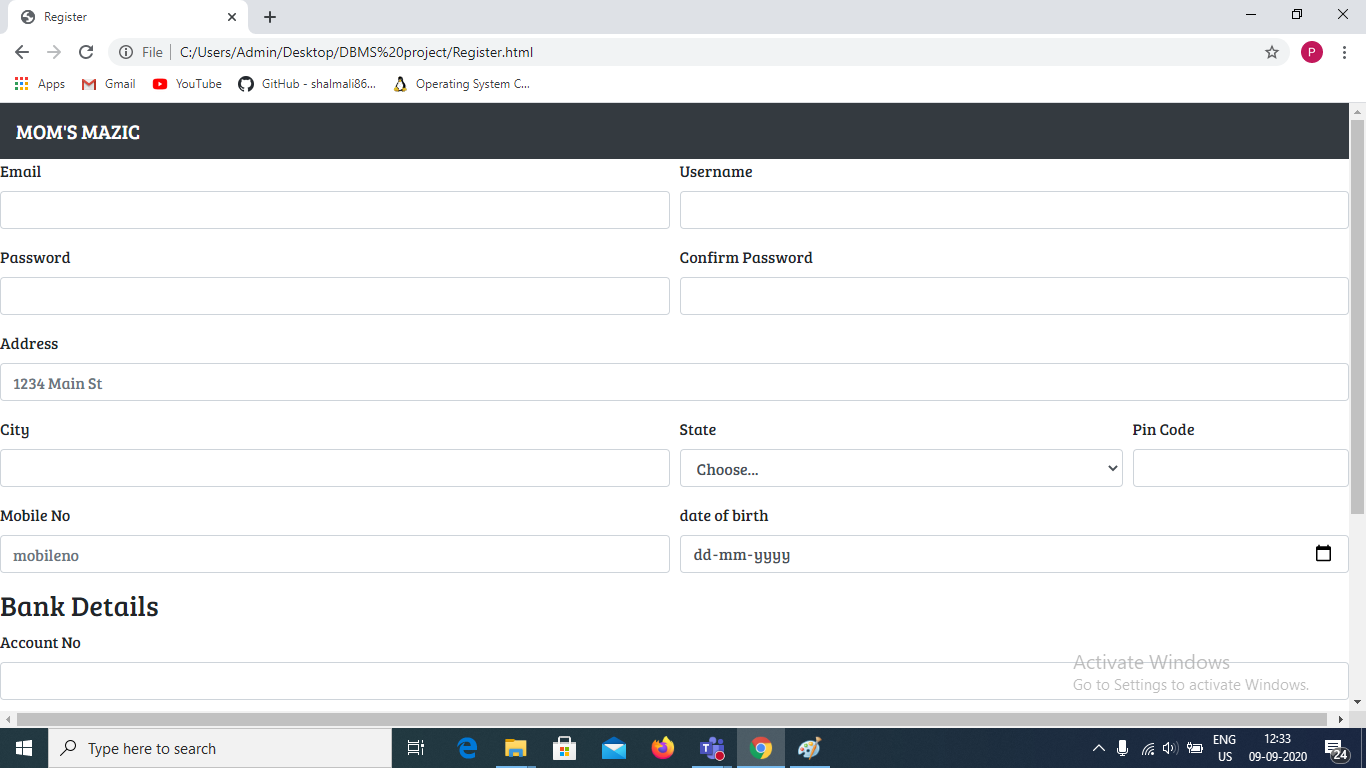 Register
File C:/Users/Admin/Desktop/DBMS%20project/Register.html
P
Apps Gmail YouTube GitHub - shalmali86... Operating System C...
MOM'S MAZIC
Email Username
Password Confirm Password
Address
1234 Main St
City State Pin Code
Choose...
Mobile No date of birth
mobileno dd-mm-yyyy
Bank Details
Account No
Activate Windows
Go to Settings to activate Windows.
Type here to search
ENG 12:33
US 09-09-2020 24